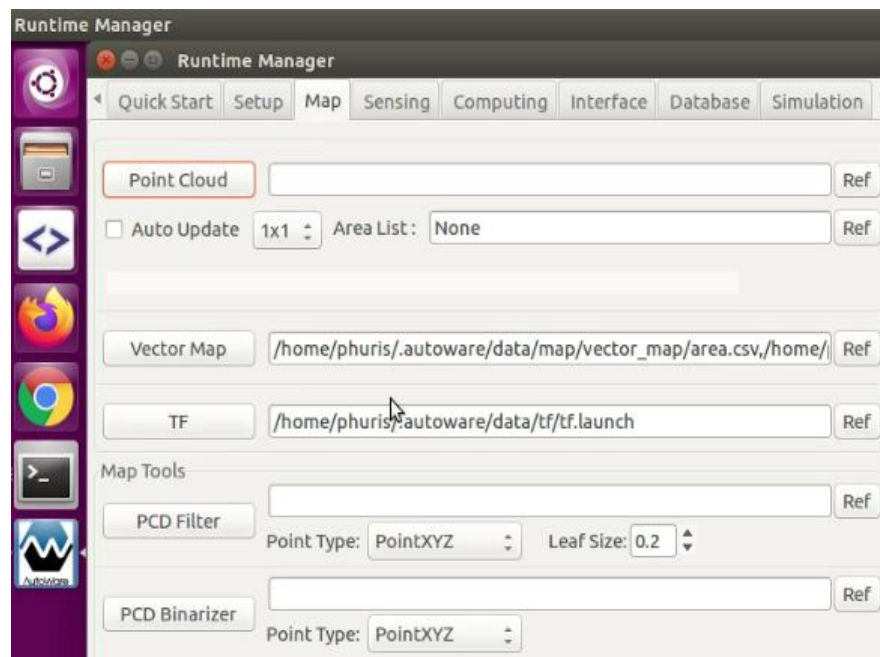 Runtime Manager
Runtime Manager
Quick Start Setup Map Sensing Computing Interface Database Simulation
Point Cloud Ref
Auto Update 1x1 Area List : None Ref
Vector Map /home/phuris/.autoware/data/map/vector_map/area.csv,/home/ Ref
TF /home/phuris/.autoware/data/tf/tf.launch Ref
Map Tools
PCD Filter Ref
Point Type: PointXYZ Leaf Size: 0.2
PCD Binarizer Ref
Point Type: PointXYZ
>_
AutoWare